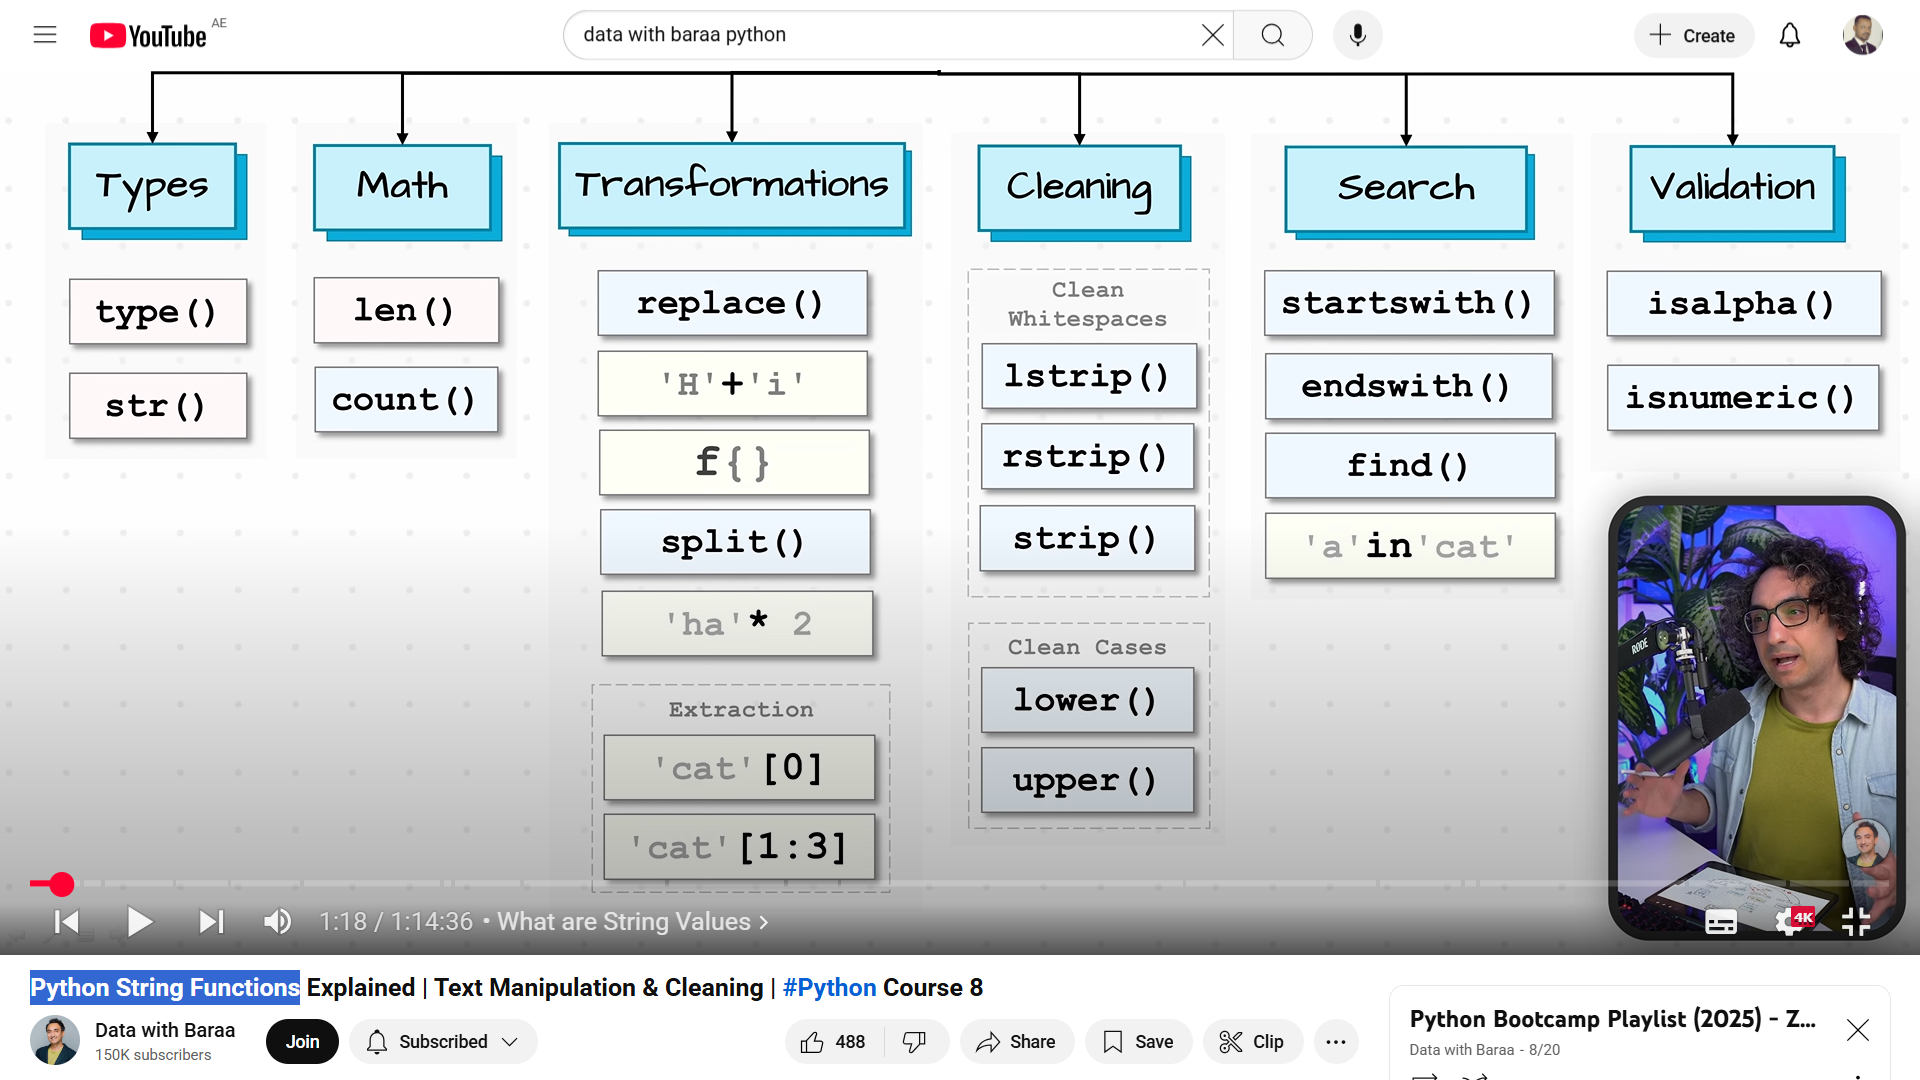 YouTube AE
data with baraa python
Create
Types
Math
Transformations
Cleaning
Search
Validation
type()
str()
len()
count()
replace()
'H'+'i'
f{}
split()
'ha'* 2
Extraction
'cat'[0]
'cat'[1:3]
Clean
Whitespaces
lstrip()
rstrip()
strip()
Clean Cases
lower()
upper()
startswith()
endswith()
find()
'a'in'cat'
isalpha()
isnumeric()
RØDE
1:18 / 1:14:36 • What are String Values
4K
Python String Functions Explained | Text Manipulation & Cleaning | #Python Course 8
Data with Baraa
150K subscribers
Join
Subscribed
488
Share
Save
Clip
Python Bootcamp Playlist (2025) - Z...
Data with Baraa - 8/20